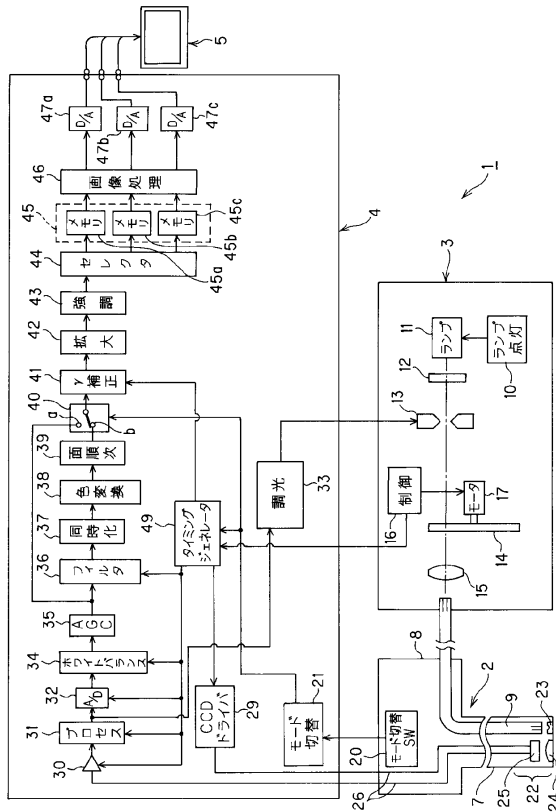 47a
D/A
47b
D/A
47c
D/A
5
46
画像処理
45
メモリ
メモリ
メモリ
45c
45b
45a
44
セレクタ
43
強調
42
拡大
41
γ補正
40
a
b
39
面順次
38
色変換
37
同時化
36
フィルタ
35
AGC
34
ホワイトバランス
32
A/D
31
プロセス
30
4
49
タイミング
ジェネレータ
33
調光
29
CCD
ドライバ
21
モード
切替
20
モード切替
SW
26
1
3
11
ランプ
ランプ
点灯
10
12
13
制御
16
モータ
17
14
15
8
2
9
23
7
25
22
24